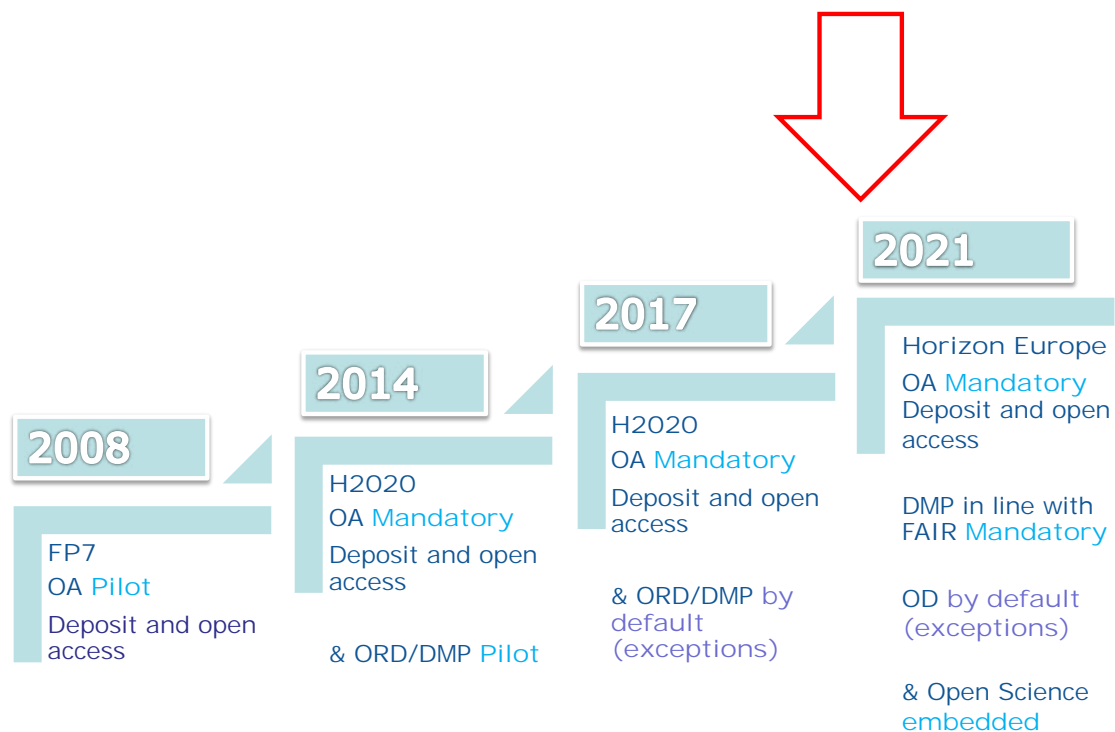 2008
FP7
OA Pilot
Deposit and open
access
2014
H2020
OA Mandatory
Deposit and open
access
& ORD/DMP Pilot
2017
H2020
OA Mandatory
Deposit and open
access
& ORD/DMP by
default
(exceptions)
2021
Horizon Europe
OA Mandatory
Deposit and open
access
DMP in line with
FAIR Mandatory
OD by default
(exceptions)
& Open Science
embedded